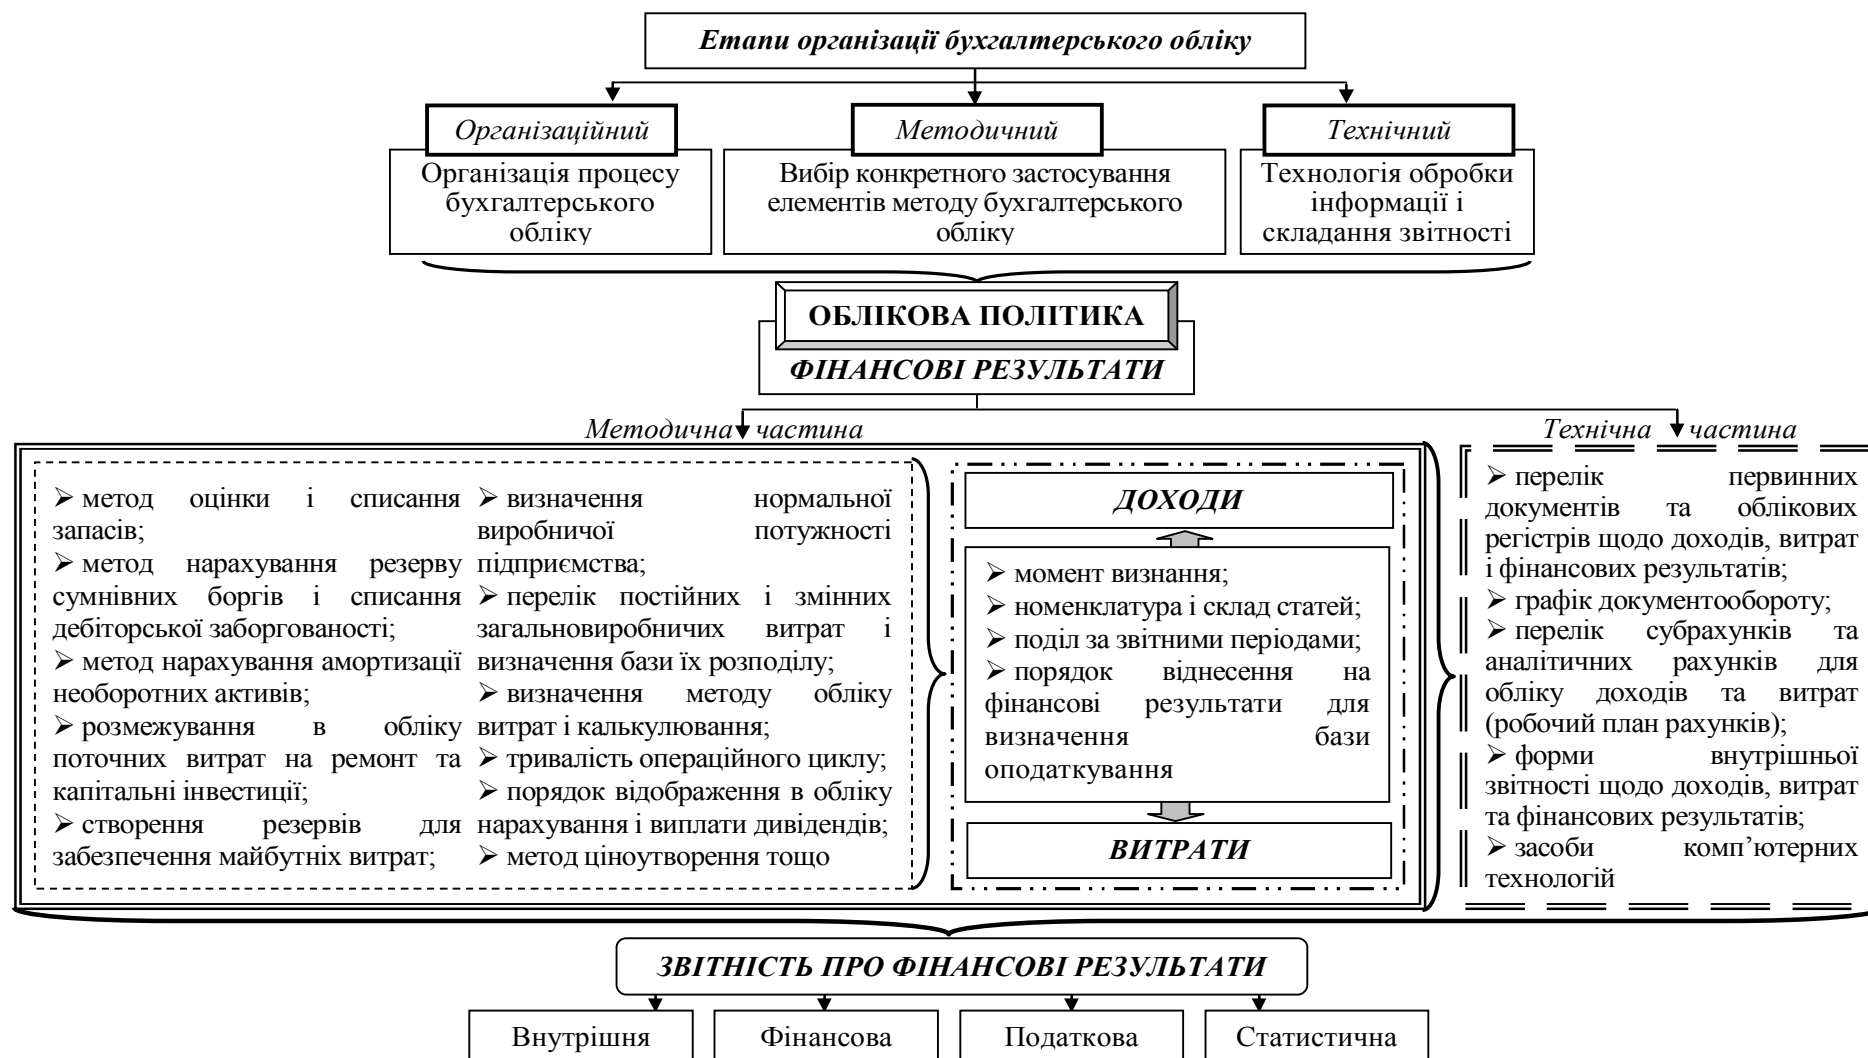 Етапи організації бухгалтерського обліку
Організаційний
Методичний
Технічний
Організація процесу
бухгалтерського
обліку
Вибір конкретного застосування
елементів методу бухгалтерського
обліку
Технологія обробки
інформації і
складання звітності
ОБЛІКОВА ПОЛІТИКА
ФІНАНСОВІ РЕЗУЛЬТАТИ
Методична частина
Технічна частина
➢ метод оцінки і списання
запасів;
➢ метод нарахування резерву
сумнівних боргів і списання
дебіторської заборгованості;
➢ метод нарахування амортизації
необоротних активів;
➢ розмежування в обліку
поточних витрат на ремонт та
капітальні інвестиції;
➢ створення резервів для
забезпечення майбутніх витрат;
➢ визначення нормальної
виробничої потужності
підприємства;
➢ перелік постійних і змінних
загальновиробничих витрат і
визначення бази їх розподілу;
➢ визначення методу обліку
витрат і калькулювання;
➢ тривалість операційного циклу;
➢ порядок відображення в обліку
нарахування і виплати дивідендів;
➢ метод ціноутворення тощо
ДОХОДИ
➢ момент визнання;
➢ номенклатура і склад статей;
➢ поділ за звітними періодами;
➢ порядок віднесення на
фінансові результати для
визначення бази
оподаткування
ВИТРАТИ
➢ перелік первинних
документів та облікових
регістрів щодо доходів, витрат
і фінансових результатів;
➢ графік документообороту;
➢ перелік субрахунків та
аналітичних рахунків для
обліку доходів та витрат
(робочий план рахунків);
➢ форми внутрішньої
звітності щодо доходів, витрат
та фінансових результатів;
➢ засоби комп’ютерних
технологій
ЗВІТНІСТЬ ПРО ФІНАНСОВІ РЕЗУЛЬТАТИ
Внутрішня
Фінансова
Податкова
Статистична